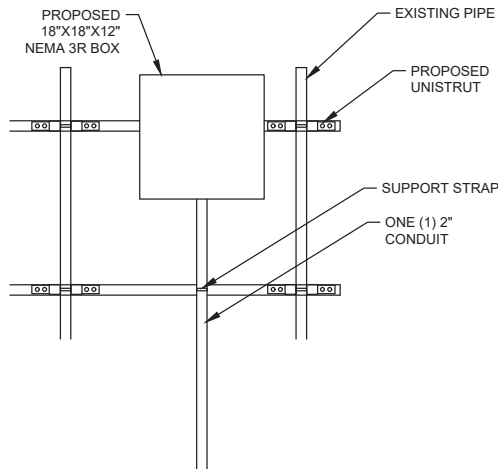 PROPOSED
18"X18"X12"
NEMA 3R BOX
EXISTING PIPE
PROPOSED
UNISTRUT
SUPPORT STRAP
ONE (1) 2"
CONDUIT